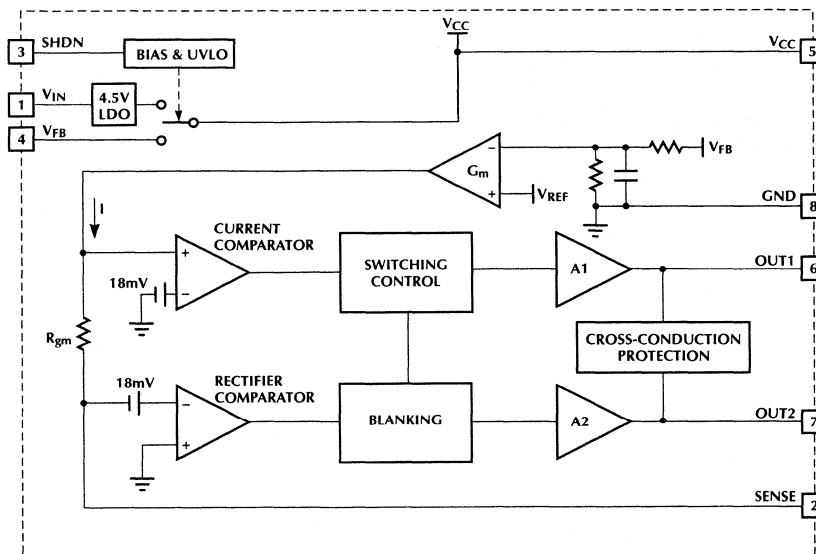 3 SHDN
BIAS & UVLO
VCC
VCC 5
1 VIN
4.5V
LDO
4 VFB
−
Gm
+
VFB
VREF
GND
8
I
CURRENT
COMPARATOR
+
−
18mV
SWITCHING
CONTROL
A1
OUT1
6
Rgm
CROSS-CONDUCTION
PROTECTION
18mV
RECTIFIER
COMPARATOR
−
+
BLANKING
A2
OUT2
7
SENSE
2